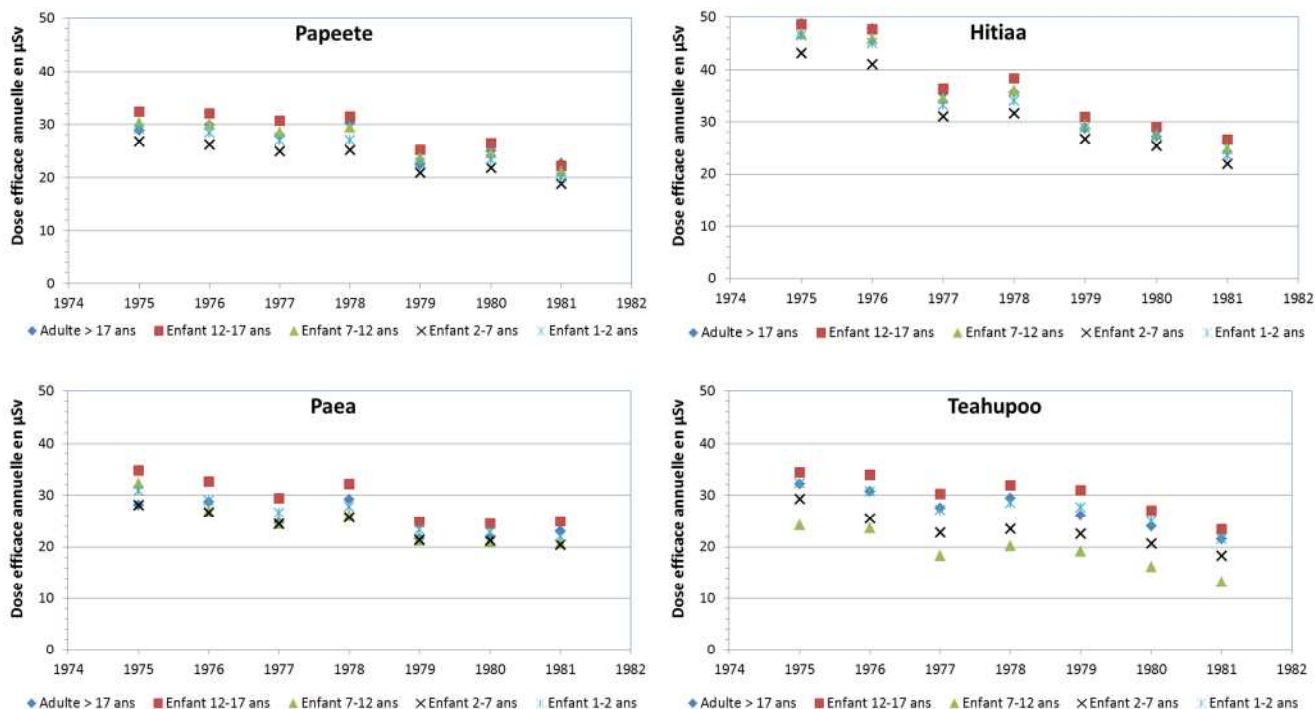 Papeete
Dose efficace annuelle en µSv
50
40
30
20
10
0
1974 1975 1976 1977 1978 1979 1980 1981 1982
Adulte > 17 ans Enfant 12-17 ans Enfant 7-12 ans Enfant 2-7 ans Enfant 1-2 ans
Hitiaa
Dose efficace annuelle en µSv
50
40
30
20
10
0
1974 1975 1976 1977 1978 1979 1980 1981 1982
Adulte > 17 ans Enfant 12-17 ans Enfant 7-12 ans Enfant 2-7 ans Enfant 1-2 ans
Paea
Dose efficace annuelle en µSv
50
40
30
20
10
0
1974 1975 1976 1977 1978 1979 1980 1981 1982
Adulte > 17 ans Enfant 12-17 ans Enfant 7-12 ans Enfant 2-7 ans Enfant 1-2 ans
Teahupoo
Dose efficace annuelle en µSv
50
40
30
20
10
0
1974 1975 1976 1977 1978 1979 1980 1981 1982
Adulte > 17 ans Enfant 12-17 ans Enfant 7-12 ans Enfant 2-7 ans Enfant 1-2 ans